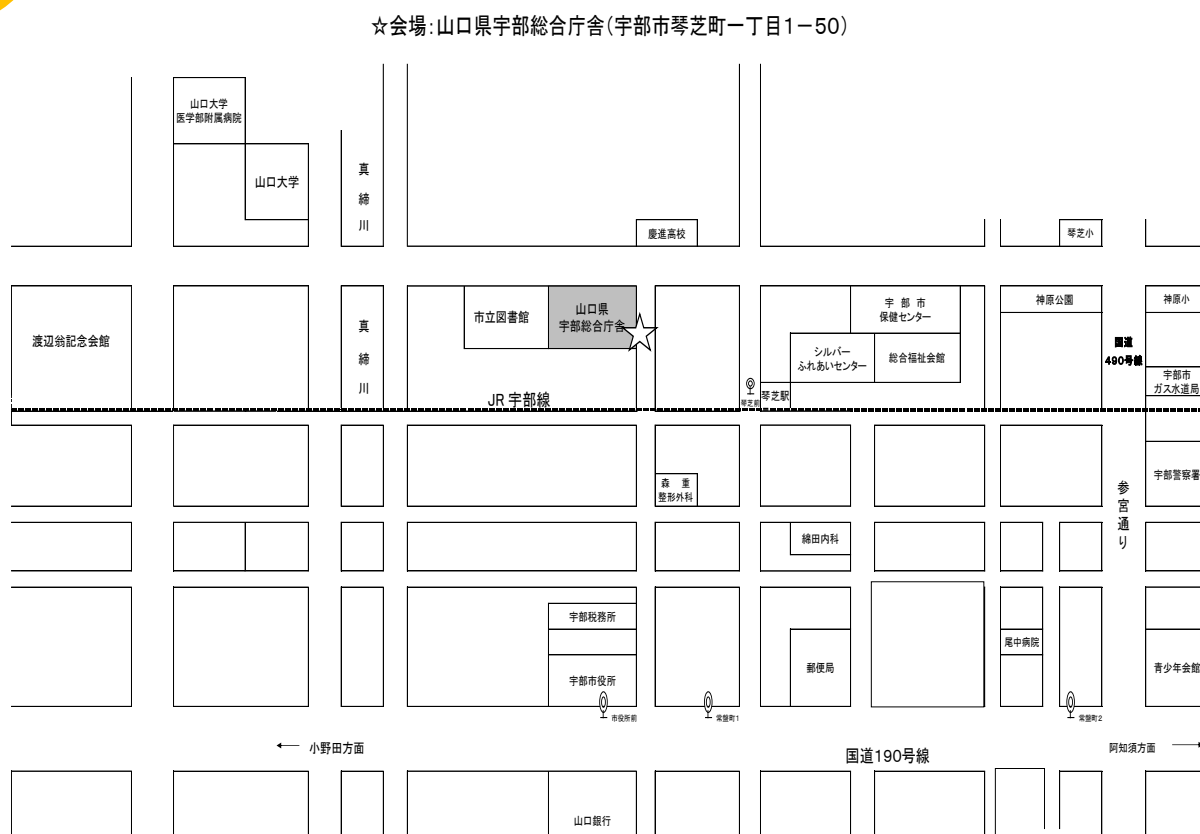 ☆会場:山口県宇部総合庁舎(宇部市琴芝町一丁目1－50)
山口大学
医学部附属病院
山口大学
真
締
川
慶進高校
琴芝小
渡辺翁記念会館
真
締
川
市立図書館
山口県
宇部総合庁舎
宇 部 市
保健センター
シルバー
ふれあいセンター
総合福祉会館
神原公園
国道
490号線
神原小
宇部市
ガス水道局
JR 宇部線
琴芝前
琴芝駅
森 重
整形外科
参宮通り
宇部警察署
綿田内科
宇部税務所
宇部市役所
市役所前
常盤町1
郵便局
尾中病院
常盤町2
青少年会館
← 小野田方面
国道190号線
阿知須方面 →
山口銀行